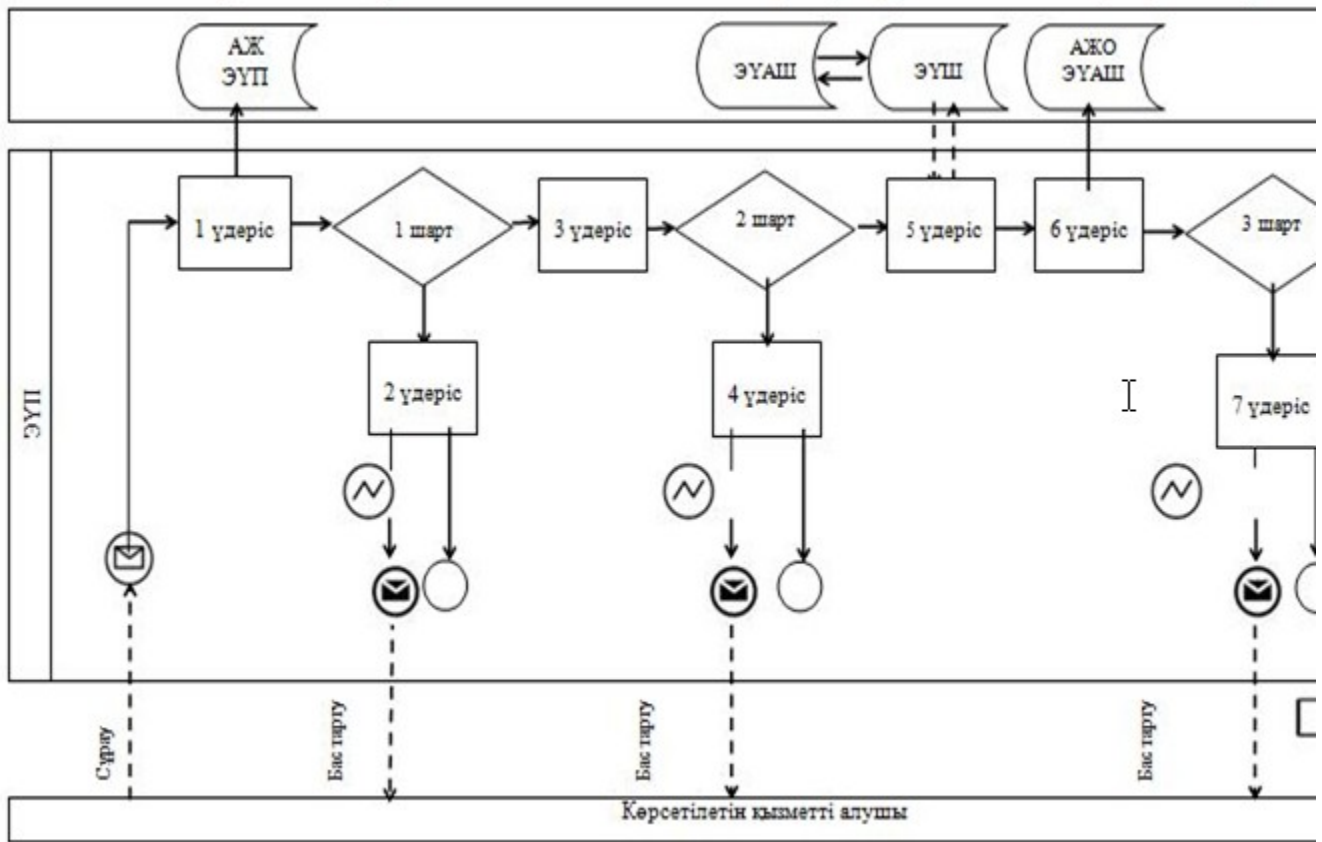 АЖ
ЭҮП
ЭҮАШ
ЭҮШ
АЖО
ЭҮАШ
1 үдеріс
1 шарт
3 үдеріс
2 шарт
5 үдеріс
6 үдеріс
3 шарт
2 үдеріс
4 үдеріс
7 үдеріс
ЭҮП
Сұрау
Бас тарту
Бас тарту
Бас тарту
Көрсетілетін қызметті алушы